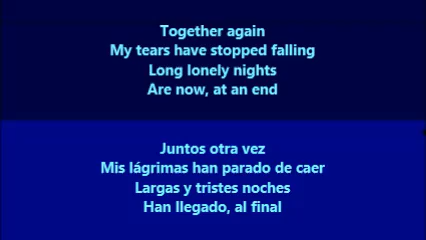 Together again
My tears have stopped falling
Long lonely nights
Are now, at an end
Juntos otra vez
Mis lágrimas han parado de caer
Largas y tristes noches
Han llegado, al final